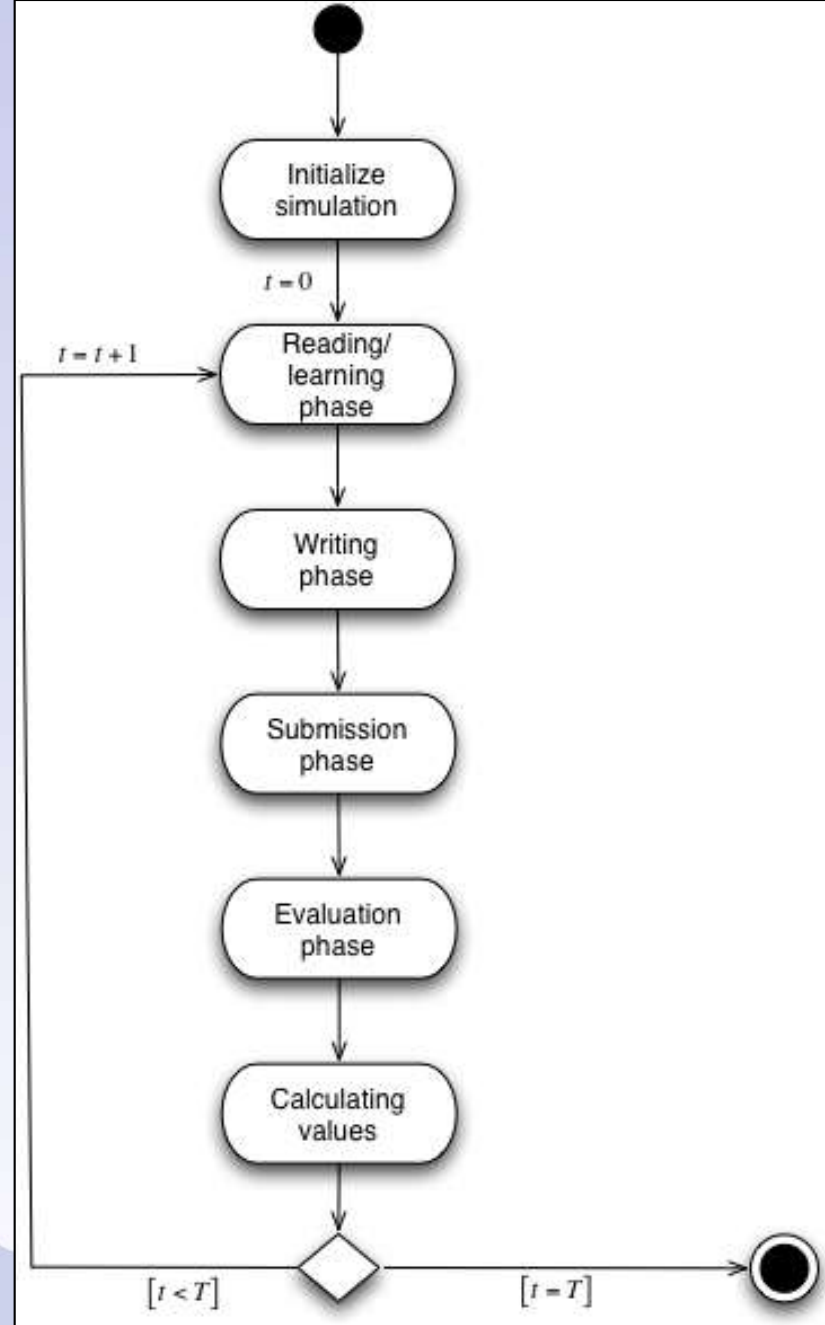 Initialize
simulation
t = 0
t = t + 1
Reading/
learning
phase
Writing
phase
Submission
phase
Evaluation
phase
Calculating
values
[t < T]
[t = T]